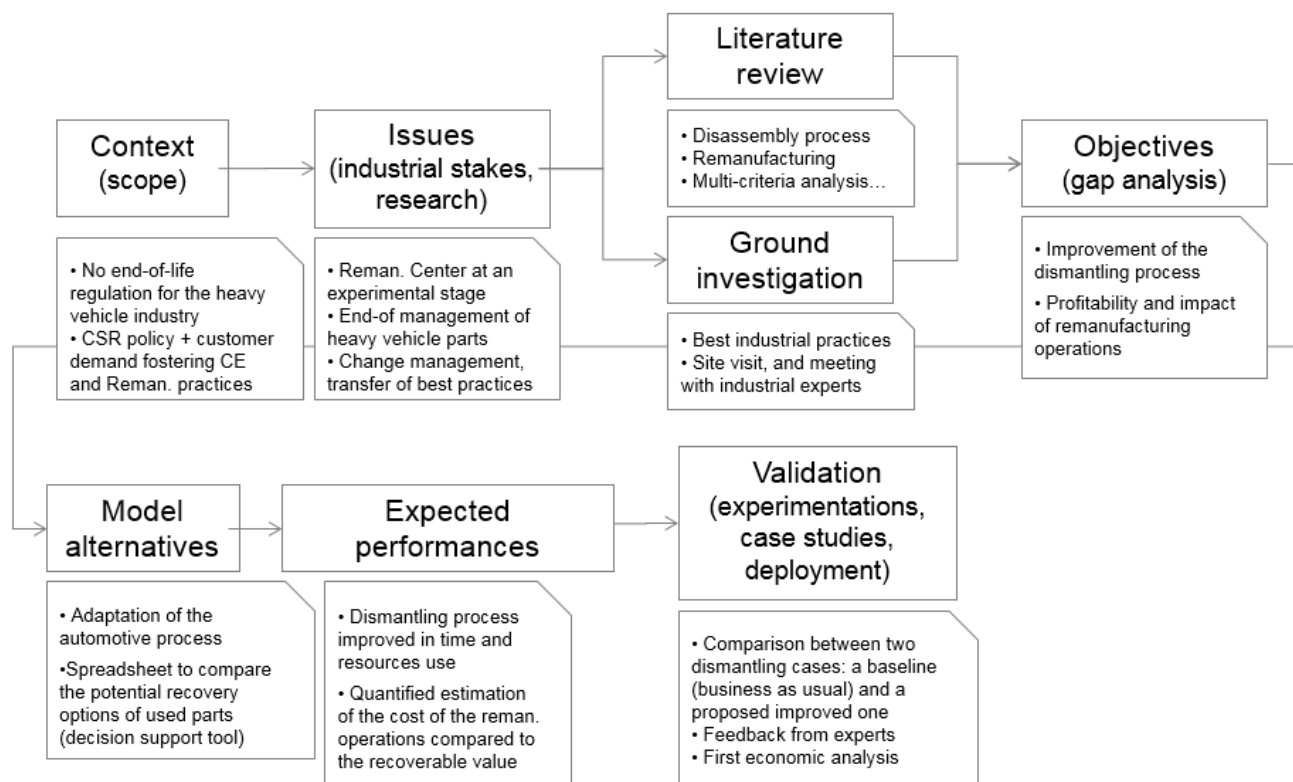 Context
(scope)
• No end-of-life
regulation for the heavy
vehicle industry
• CSR policy + customer
demand fostering CE
and Reman. practices
Issues
(industrial stakes,
research)
• Reman. Center at an
experimental stage
• End-of management of
heavy vehicle parts
• Change management,
transfer of best practices
Literature
review
• Disassembly process
• Remanufacturing
• Multi-criteria analysis…
Ground
investigation
• Best industrial practices
• Site visit, and meeting
with industrial experts
Objectives
(gap analysis)
• Improvement of the
dismantling process
• Profitability and impact
of remanufacturing
operations
Model
alternatives
• Adaptation of the
automotive process
•Spreadsheet to compare
the potential recovery
options of used parts
(decision support tool)
Expected
performances
• Dismantling process
improved in time and
resources use
• Quantified estimation
of the cost of the reman.
operations compared to
the recoverable value
Validation
(experimentations,
case studies,
deployment)
• Comparison between two
dismantling cases: a baseline
(business as usual) and a
proposed improved one
• Feedback from experts
• First economic analysis